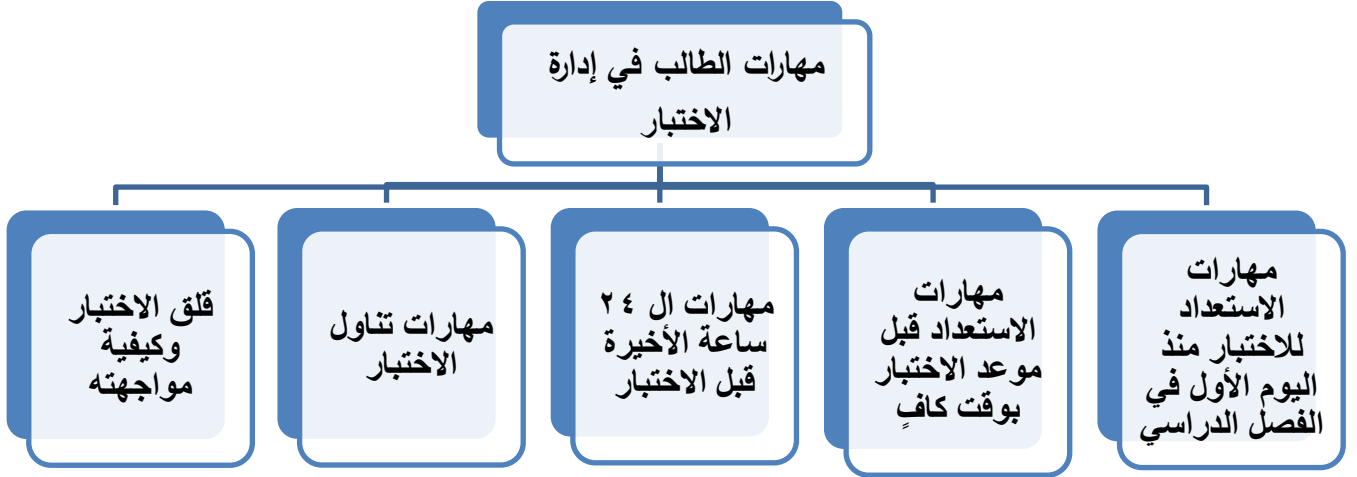 مهارات الطالب في إدارة
الاختبار
مهارات
الاستعداد
للاختبار منذ
اليوم الأول في
الفصل الدراسي
مهارات
الاستعداد قبل
موعد الاختبار
بوقت كافٍ
مهارات ال ٢٤
ساعة الأخيرة
قبل الاختبار
مهارات تناول
الاختبار
قلق الاختبار
وكيفية
مواجهته